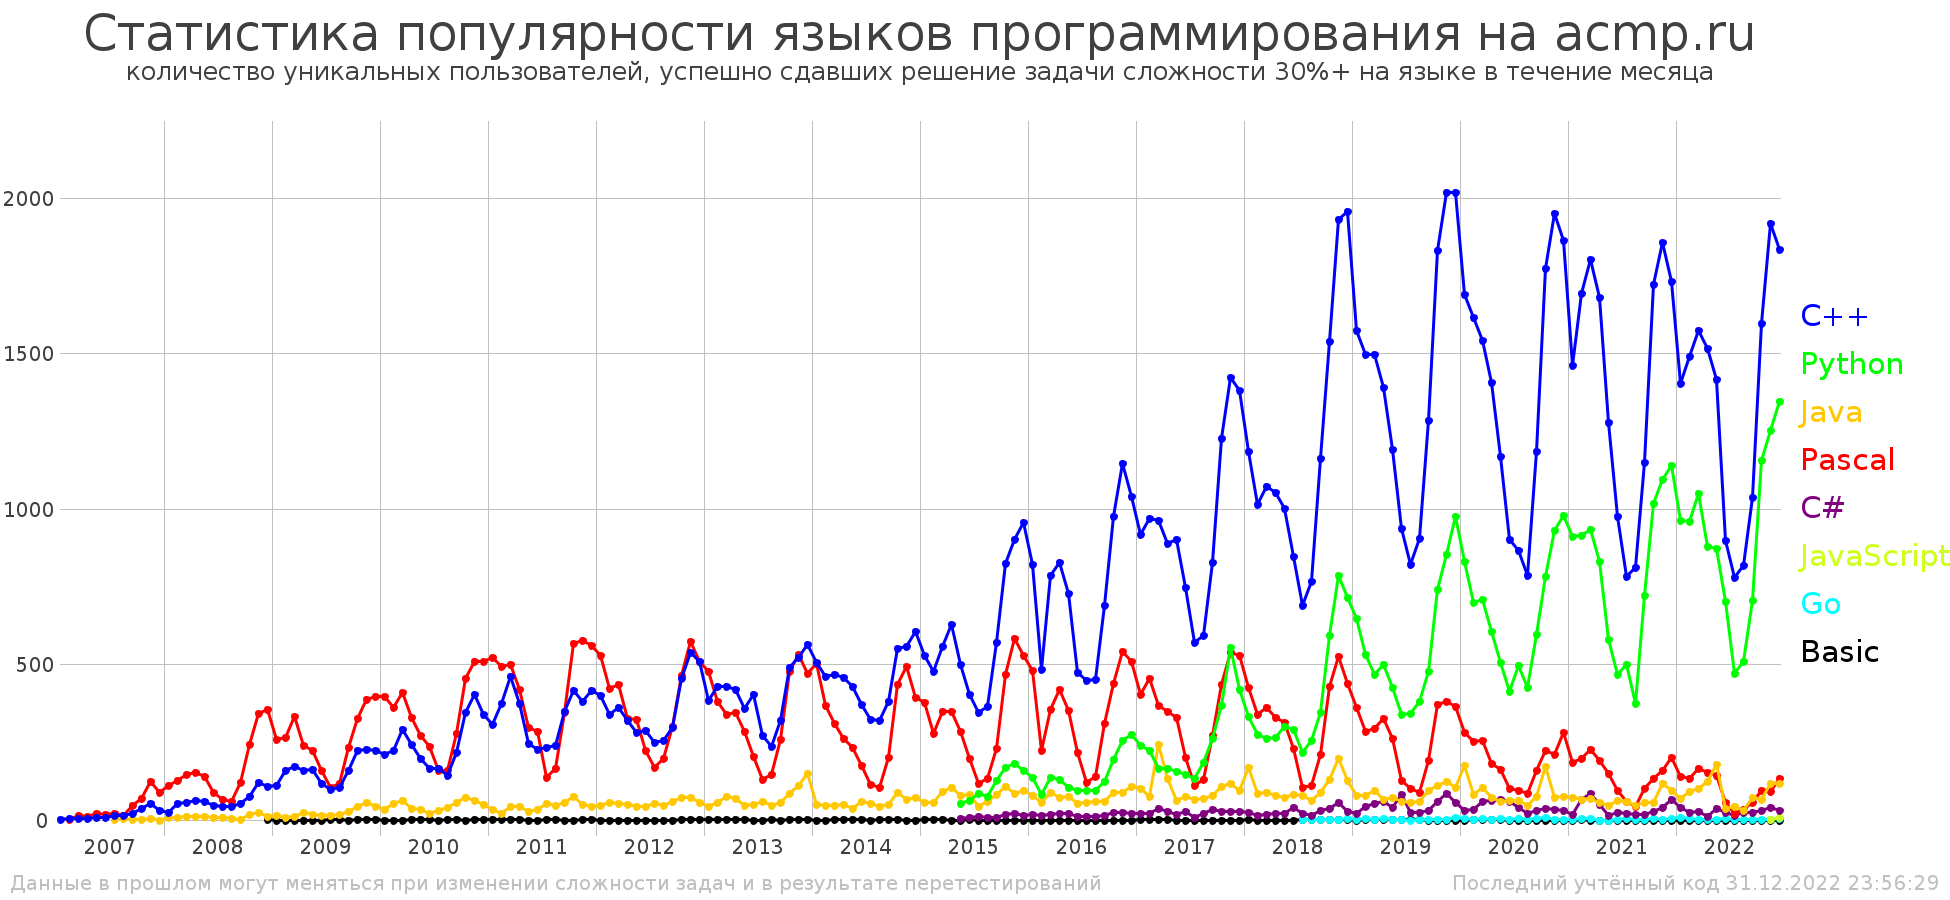 Статистика популярности языков программирования на acmp.ru
количество уникальных пользователей, успешно сдавших решение задачи сложности 30%+ на языке в течение месяца
2000
1500
1000
500
0
C++
Python
Java
Pascal
C#
JavaScript
Go
Basic
2007 2008 2009 2010 2011 2012 2013 2014 2015 2016 2017 2018 2019 2020 2021 2022
Данные в прошлом могут меняться при изменении сложности задач и в результате перетестирований
Последний учтённый код 31.12.2022 23:56:29